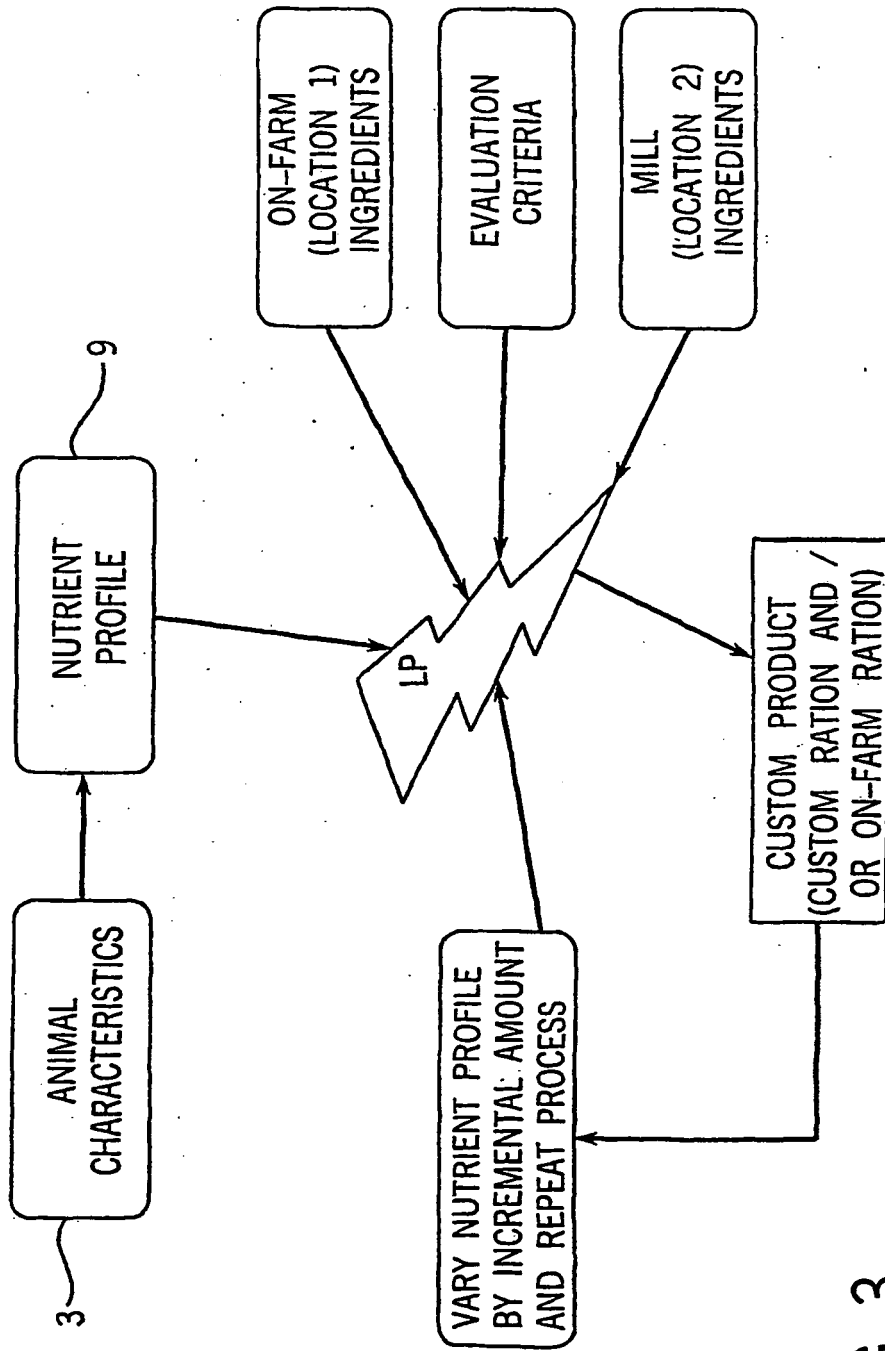 3
ANIMAL
CHARACTERISTICS
NUTRIENT
PROFILE
9
ON-FARM
(LOCATION 1)
INGREDIENTS
LP
EVALUATION
CRITERIA
VARY NUTRIENT PROFILE
BY INCREMENTAL AMOUNT
AND REPEAT PROCESS
MILL
(LOCATION 2)
INGREDIENTS
CUSTOM PRODUCT
(CUSTOM RATION AND /
OR ON-FARM RATION)
3